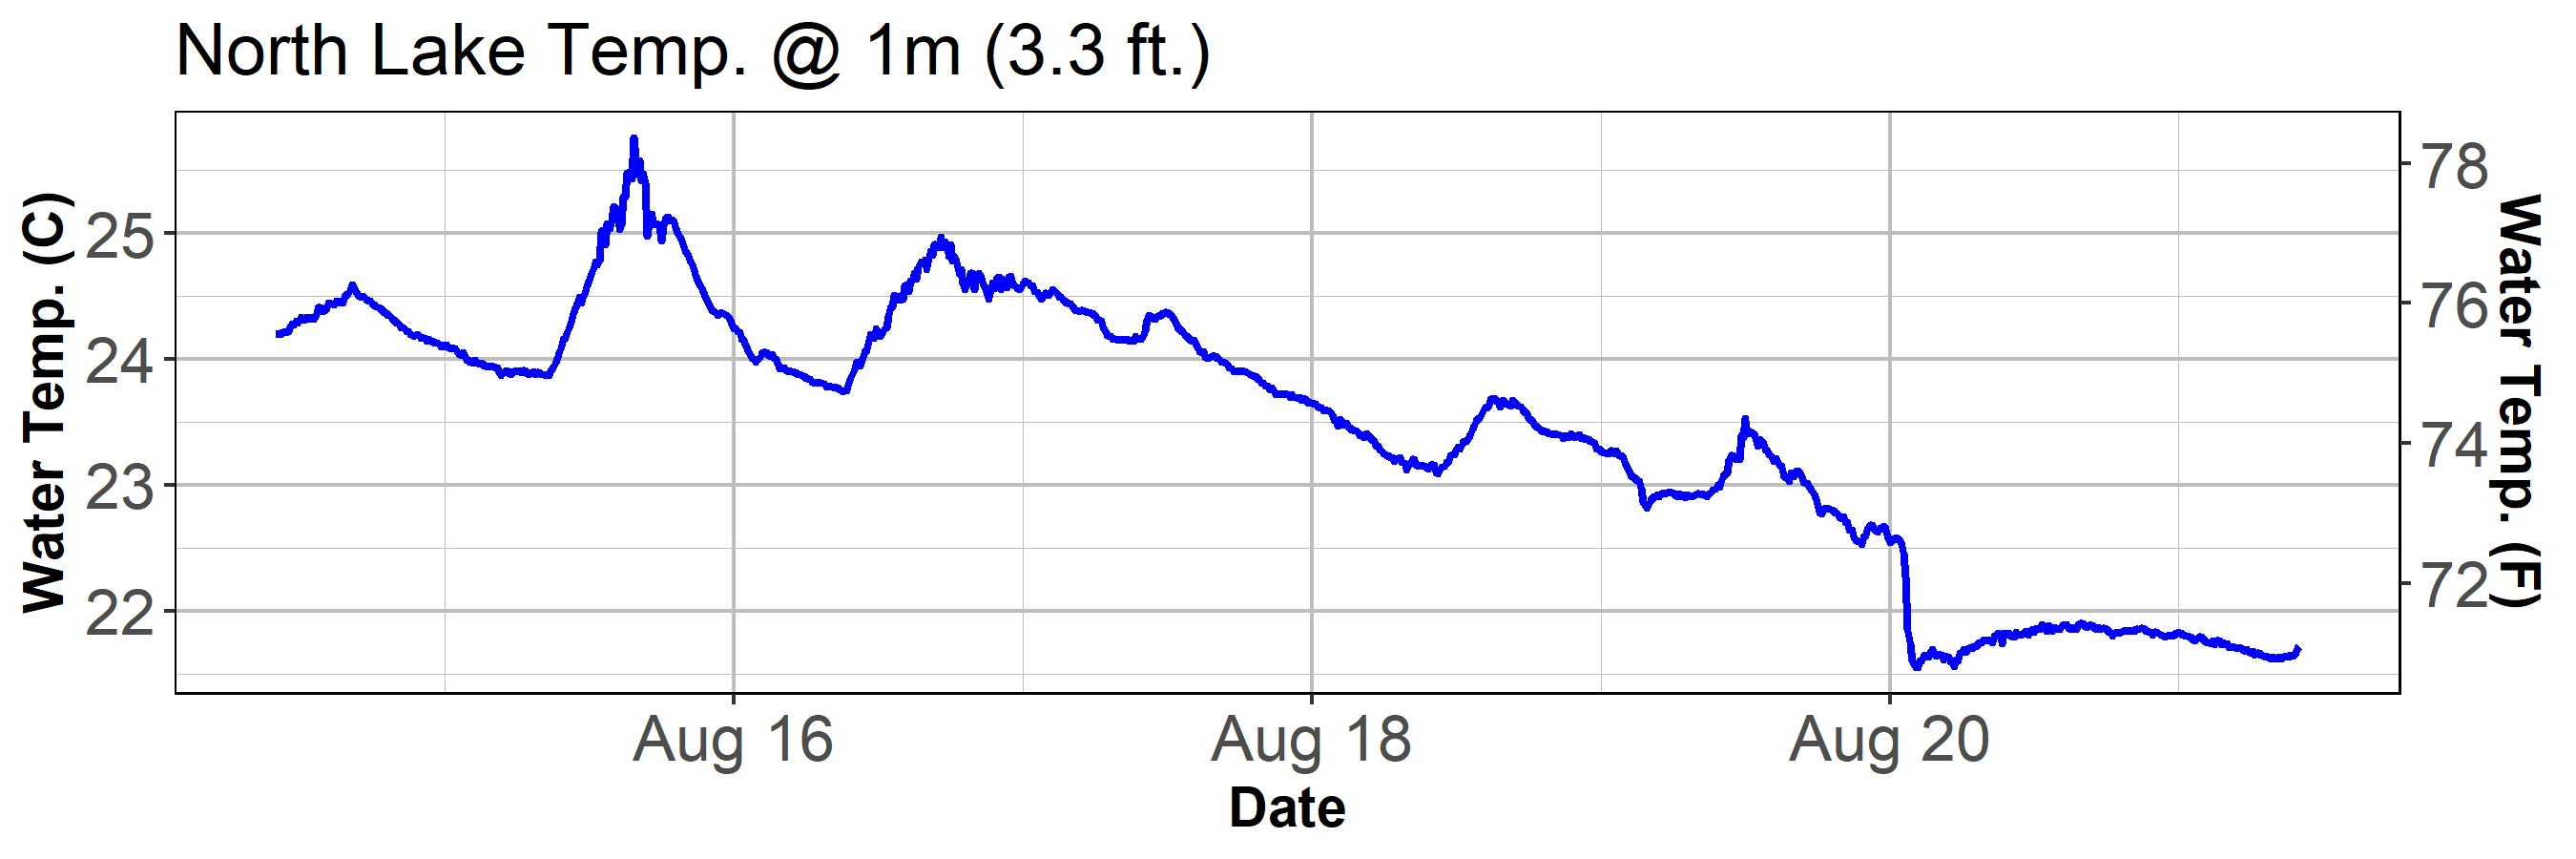 North Lake Temp. @ 1m (3.3 ft.)
Water Temp. (C)
25
24
23
22
78
76
74
72
Water Temp. (F)
Aug 16
Aug 18
Aug 20
Date